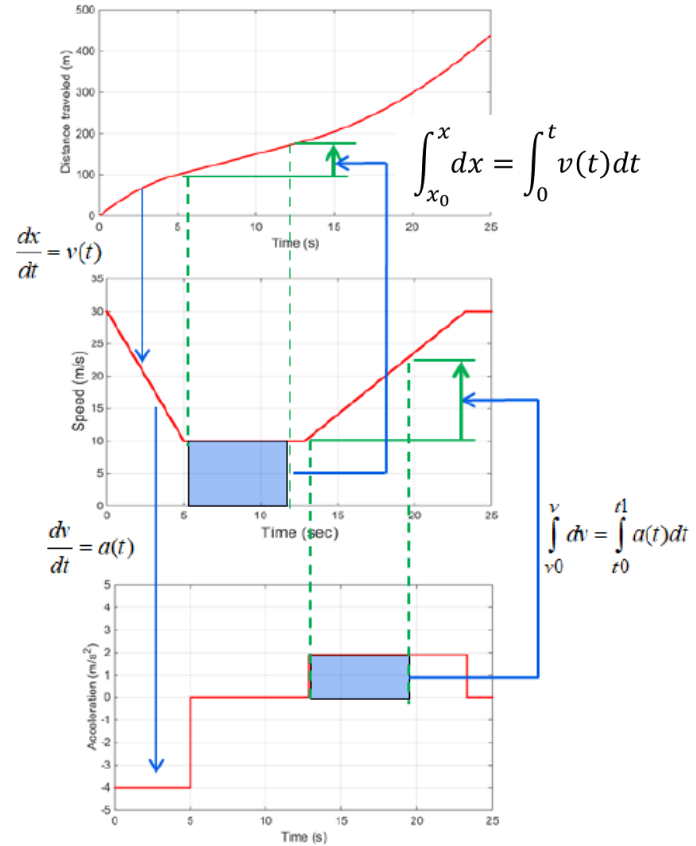 500
400
300
200
100
0
Distance traveled (m)
0 5 10 15 20 25
Time (s)
∫_{x_0}^{x} dx = ∫_{0}^{t} v(t)dt
dx/dt = v(t)
35
30
25
20
15
10
5
0
Speed (m/s)
0 5 10 15 20 25
Time (sec)
dv/dt = a(t)
∫_{v0}^{v} dv = ∫_{t0}^{t1} a(t)dt
5
4
3
2
1
0
-1
-2
-3
-4
-5
Acceleration (m/s²)
0 5 10 15 20 25
Time (s)